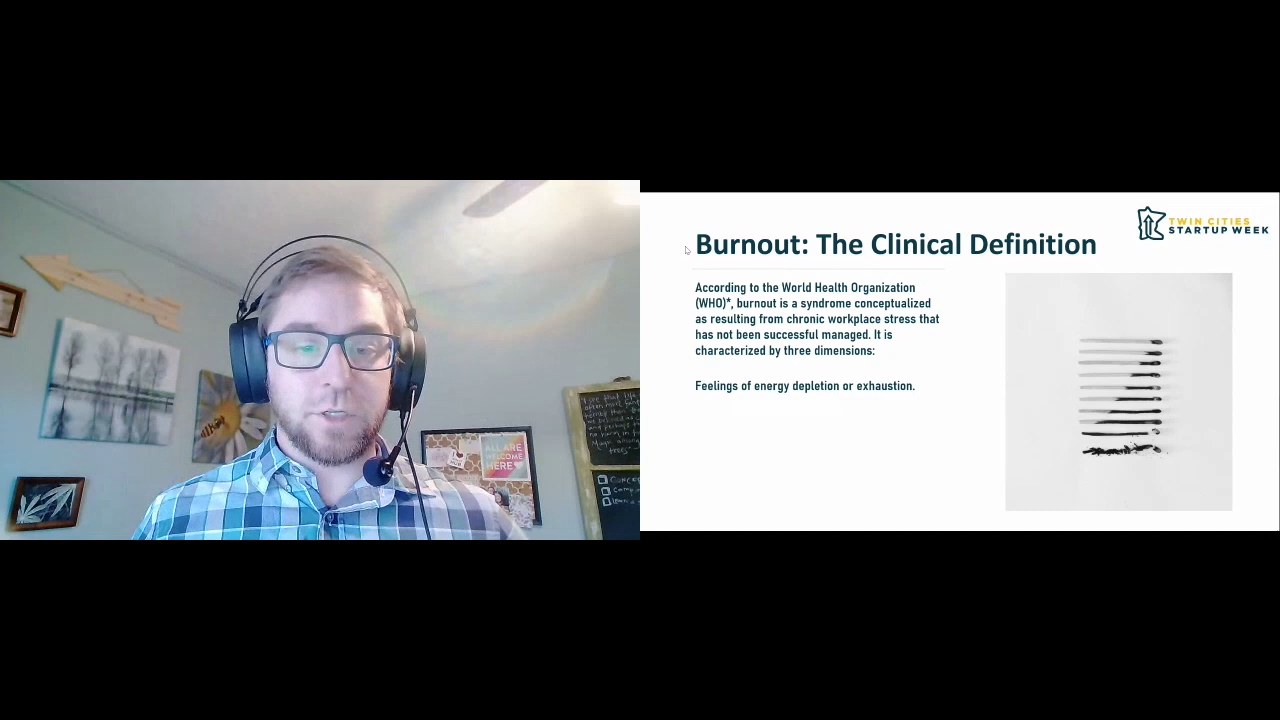 ALL ARE
WELCOME
HERE
TWIN CITIES
STARTUP WEEK
Burnout: The Clinical Definition
According to the World Health Organization
(WHO)*, burnout is a syndrome conceptualized
as resulting from chronic workplace stress that
has not been successful managed. It is
characterized by three dimensions:
Feelings of energy depletion or exhaustion.